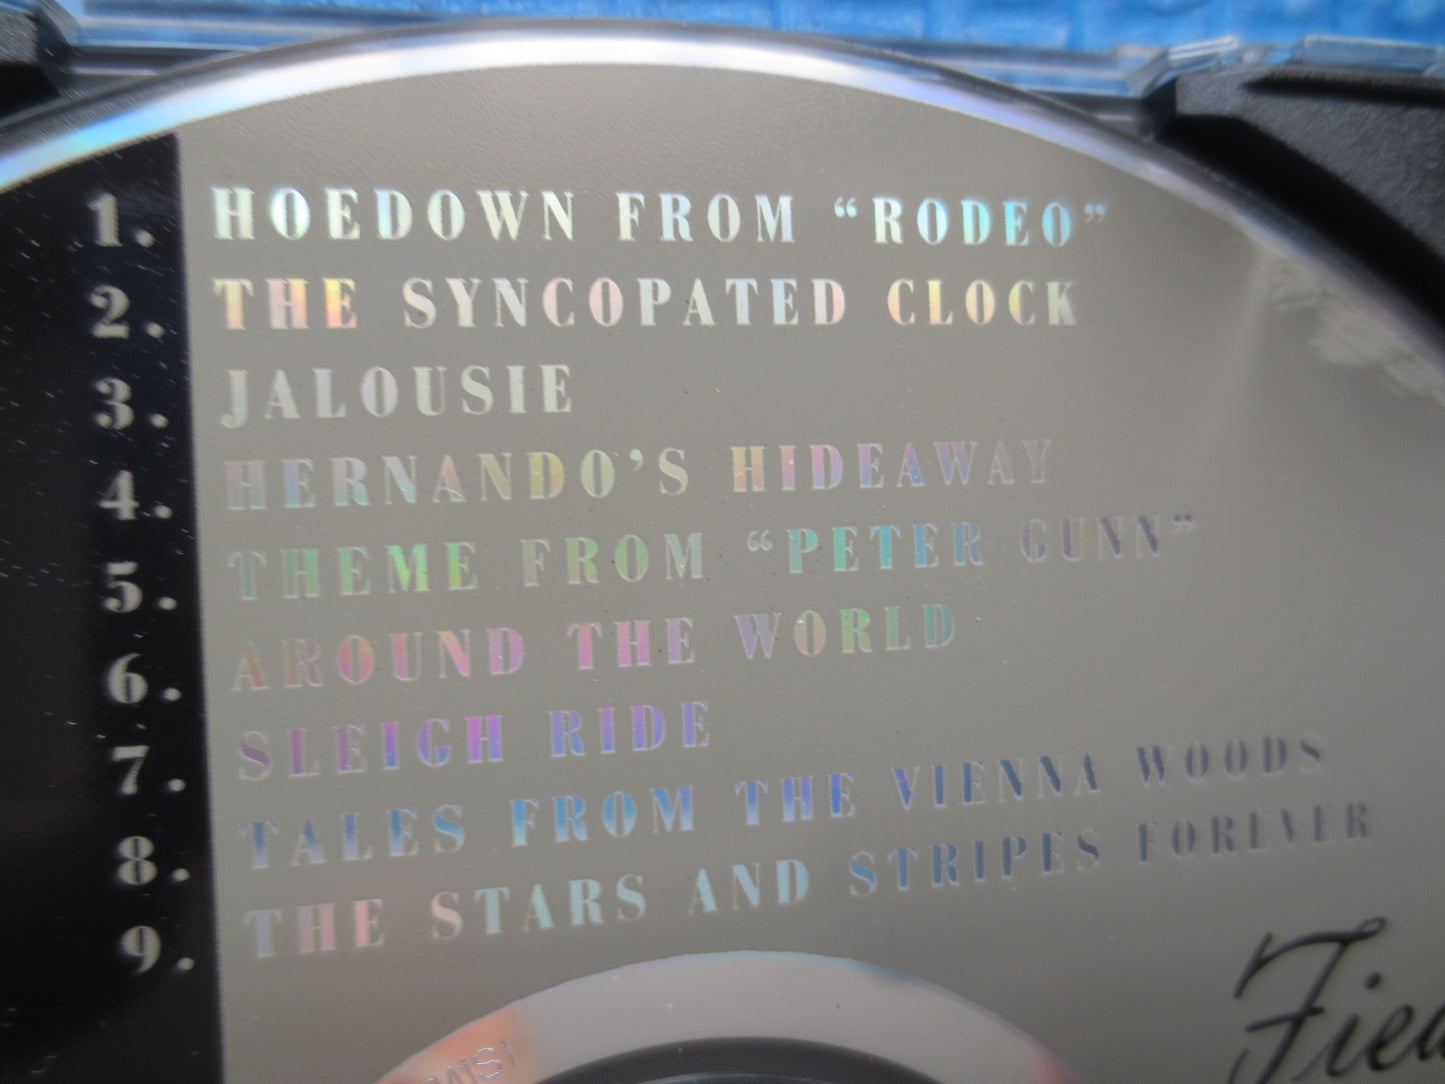 1. HOEDOWN FROM “RODEO”
2. THE SYNCOPATED CLOCK
3. JALOUSIE
4. HERNANDO’S HIDEAWAY
5. THEME FROM “PETER GUNN”
6. AROUND THE WORLD
7. SLEIGH RIDE
8. TALES FROM THE VIENNA WOODS
9. THE STARS AND STRIPES FOREVER